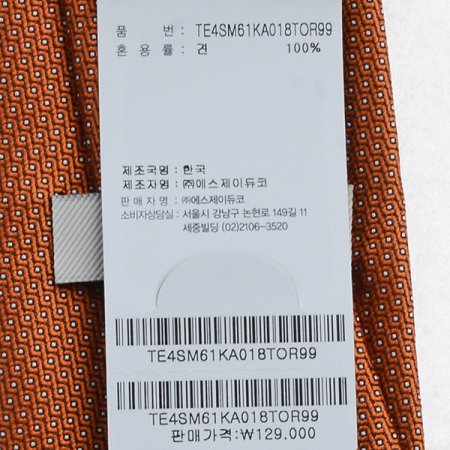 품 번 : TE4SM61KA018TOR99
혼 용 률 : 견 100%
제조국명 : 한국
제조자명 : ㈜에스제이듀코
판 매 자 명 : ㈜에스제이듀코
소비자상담실 : 서울시 강남구 논현로 149길 11
세중빌딩 (02)2106-3520
TE4SM61KA018TOR99
TE4SM61KA018TOR99
판매가격:₩129.000